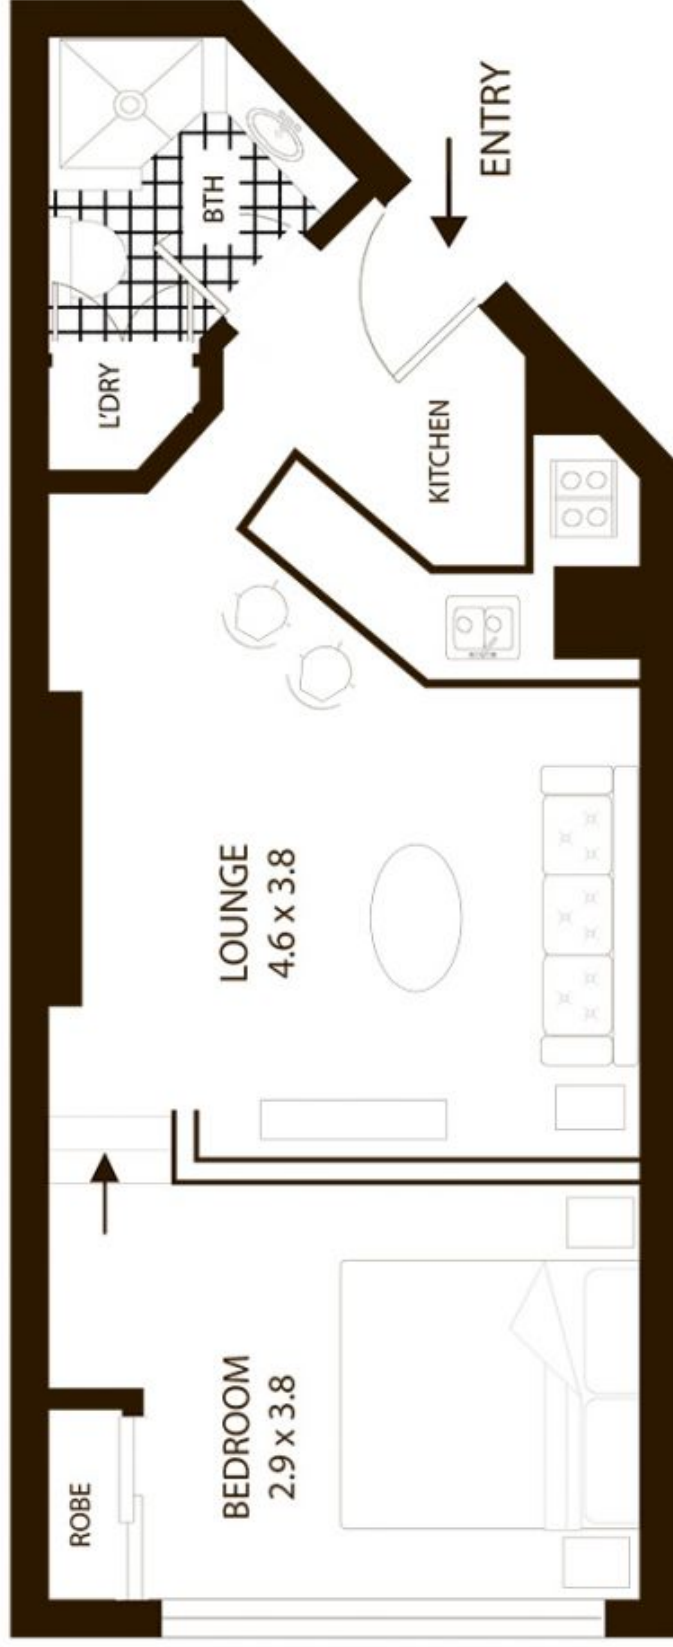 ENTRY
BTH
L'DRY
KITCHEN
LOUNGE
4.6 x 3.8
BEDROOM
2.9 x 3.8
ROBE